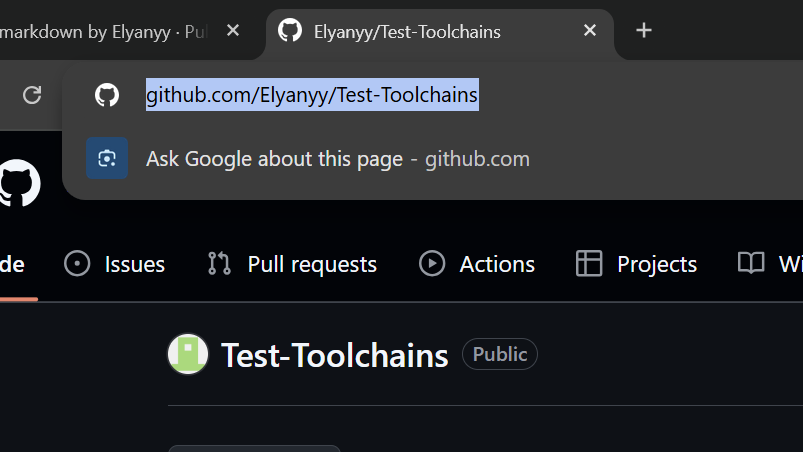 markdown by Elyanyy · Pu
Elyanyy/Test-Toolchains
github.com/Elyanyy/Test-Toolchains
Ask Google about this page - github.com
de
Issues
Pull requests
Actions
Projects
Wi
Test-Toolchains
Public